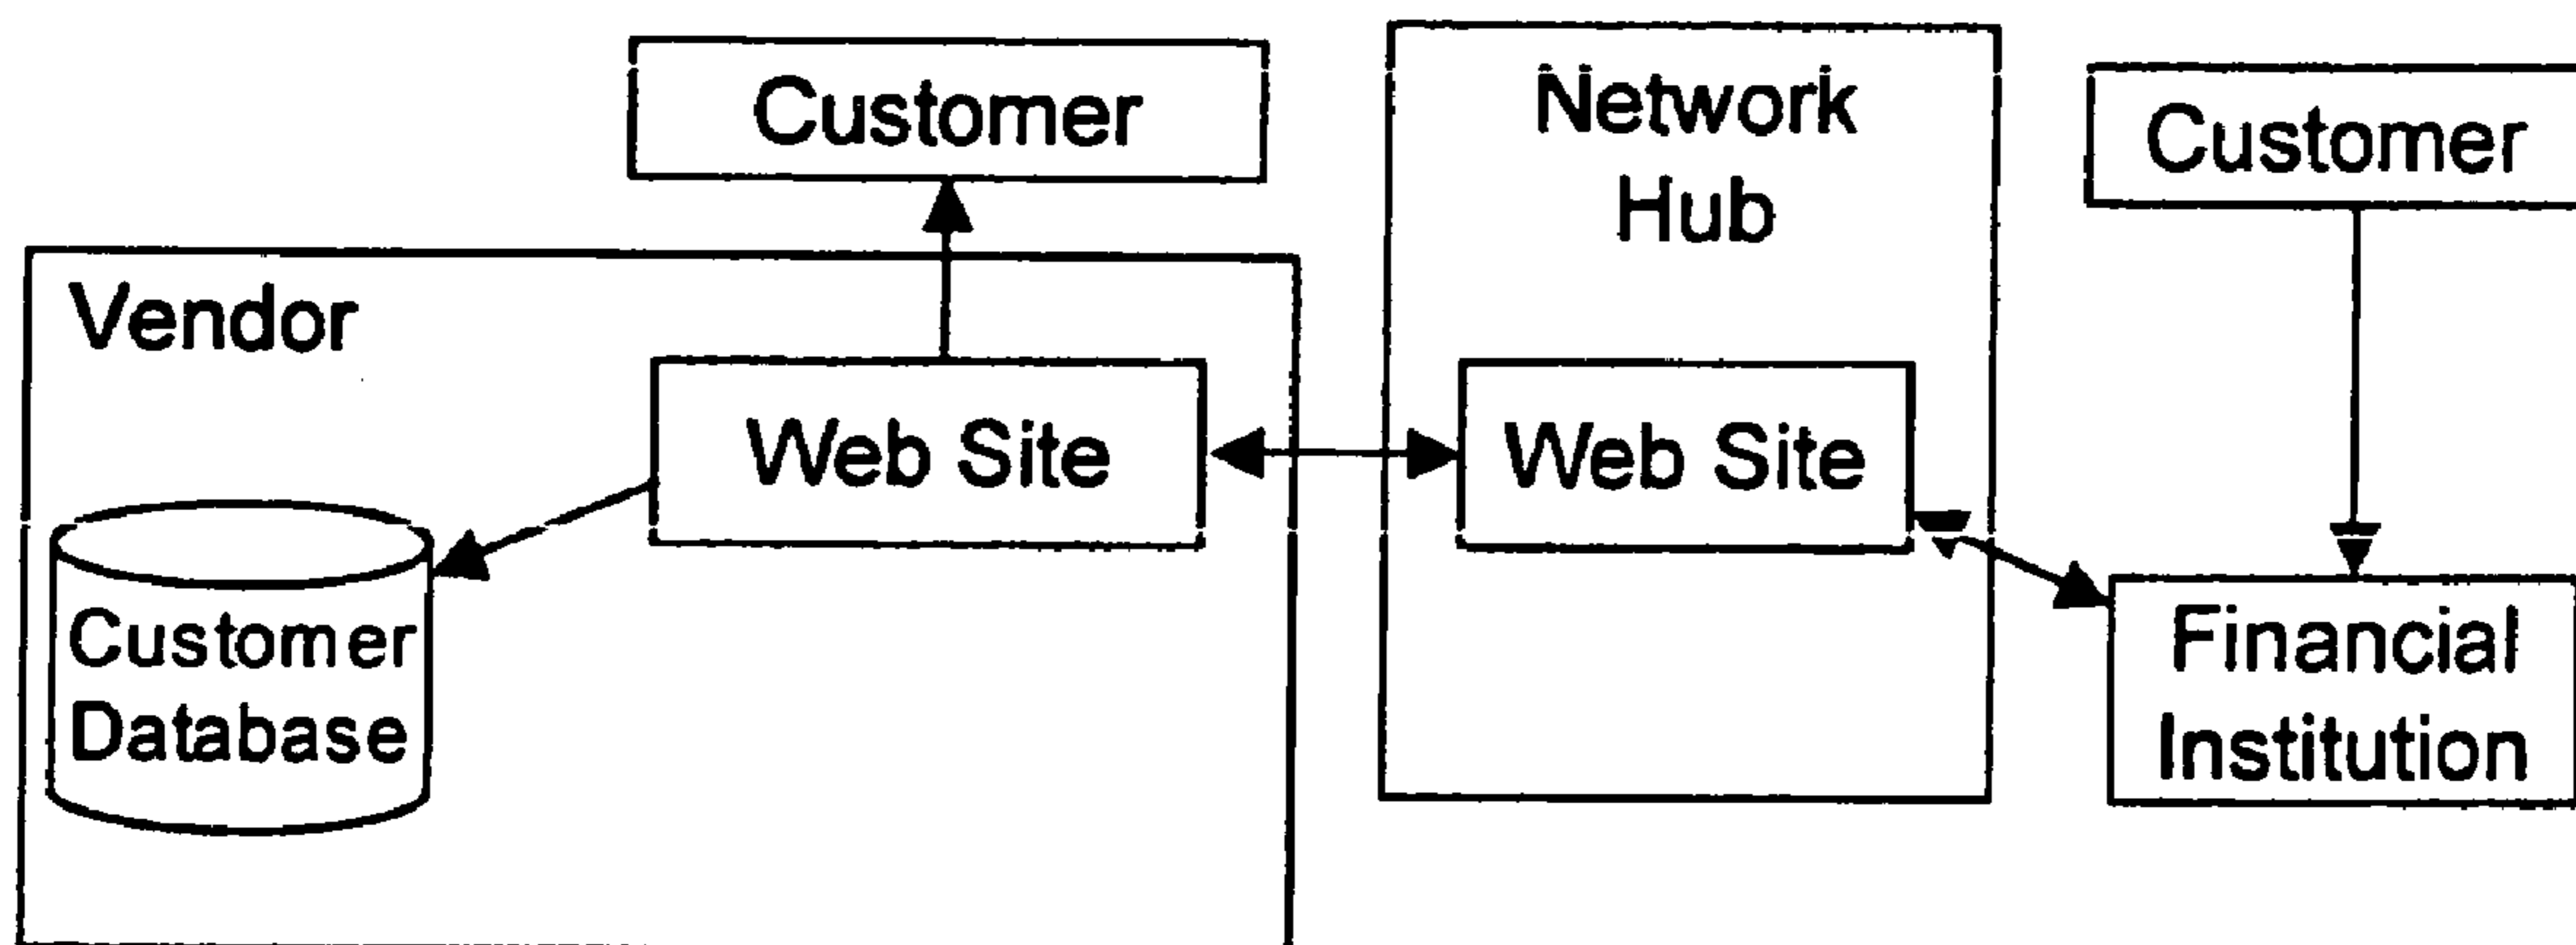 Customer
Network
Hub
Customer
Vendor
Web Site
Web Site
Customer
Database
Financial
Institution